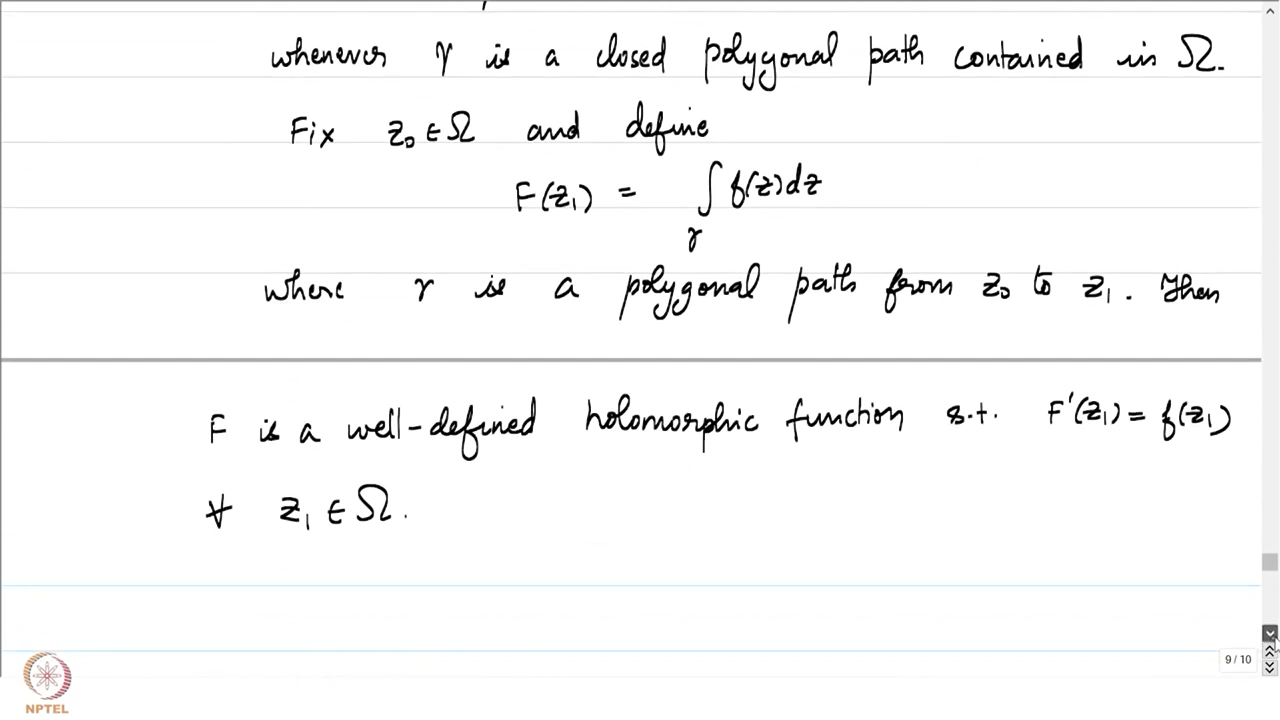 whenever γ is a closed polygonal path contained in Ω.
Fix z₀ ∈ Ω and define
F(z₁) = ∫ f(z)dz
γ
where γ is a polygonal path from z₀ to z₁. Then
F is a well-defined holomorphic function s.t. F'(z₁) = f(z₁)
∀ z₁ ∈ Ω.
9 / 10
NPTEL